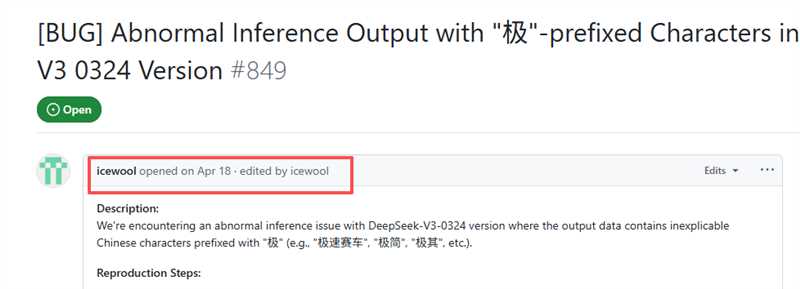 [BUG] Abnormal Inference Output with "极"-prefixed Characters in
V3 0324 Version #849
Open
icewool opened on Apr 18 · edited by icewool
Edits
Description:
We're encountering an abnormal inference issue with DeepSeek-V3-0324 version where the output data contains inexplicable
Chinese characters prefixed with "极" (e.g., "极速赛车", "极简", "极其", etc.).
Reproduction Steps: